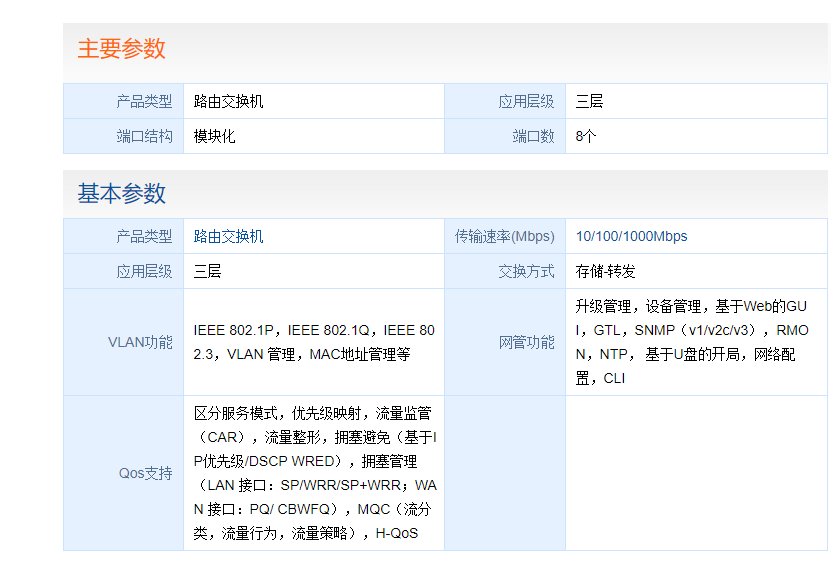 主要参数
产品类型 路由交换机 应用层级 三层
端口结构 模块化 端口数 8个
基本参数
产品类型 路由交换机 传输速率(Mbps) 10/100/1000Mbps
应用层级 三层 交换方式 存储-转发
VLAN功能
IEEE 802.1P，IEEE 802.1Q，IEEE 80
2.3，VLAN 管理，MAC地址管理等
网管功能
升级管理，设备管理，基于Web的GU
I，GTL，SNMP（v1/v2c/v3），RMO
N，NTP， 基于U盘的开局，网络配
置，CLI
Qos支持
区分服务模式，优先级映射，流量监管
（CAR），流量整形，拥塞避免（基于I
P优先级/DSCP WRED），拥塞管理
（LAN 接口：SP/WRR/SP+WRR；WA
N 接口：PQ/ CBWFQ），MQC（流分
类，流量行为，流量策略），H-QoS